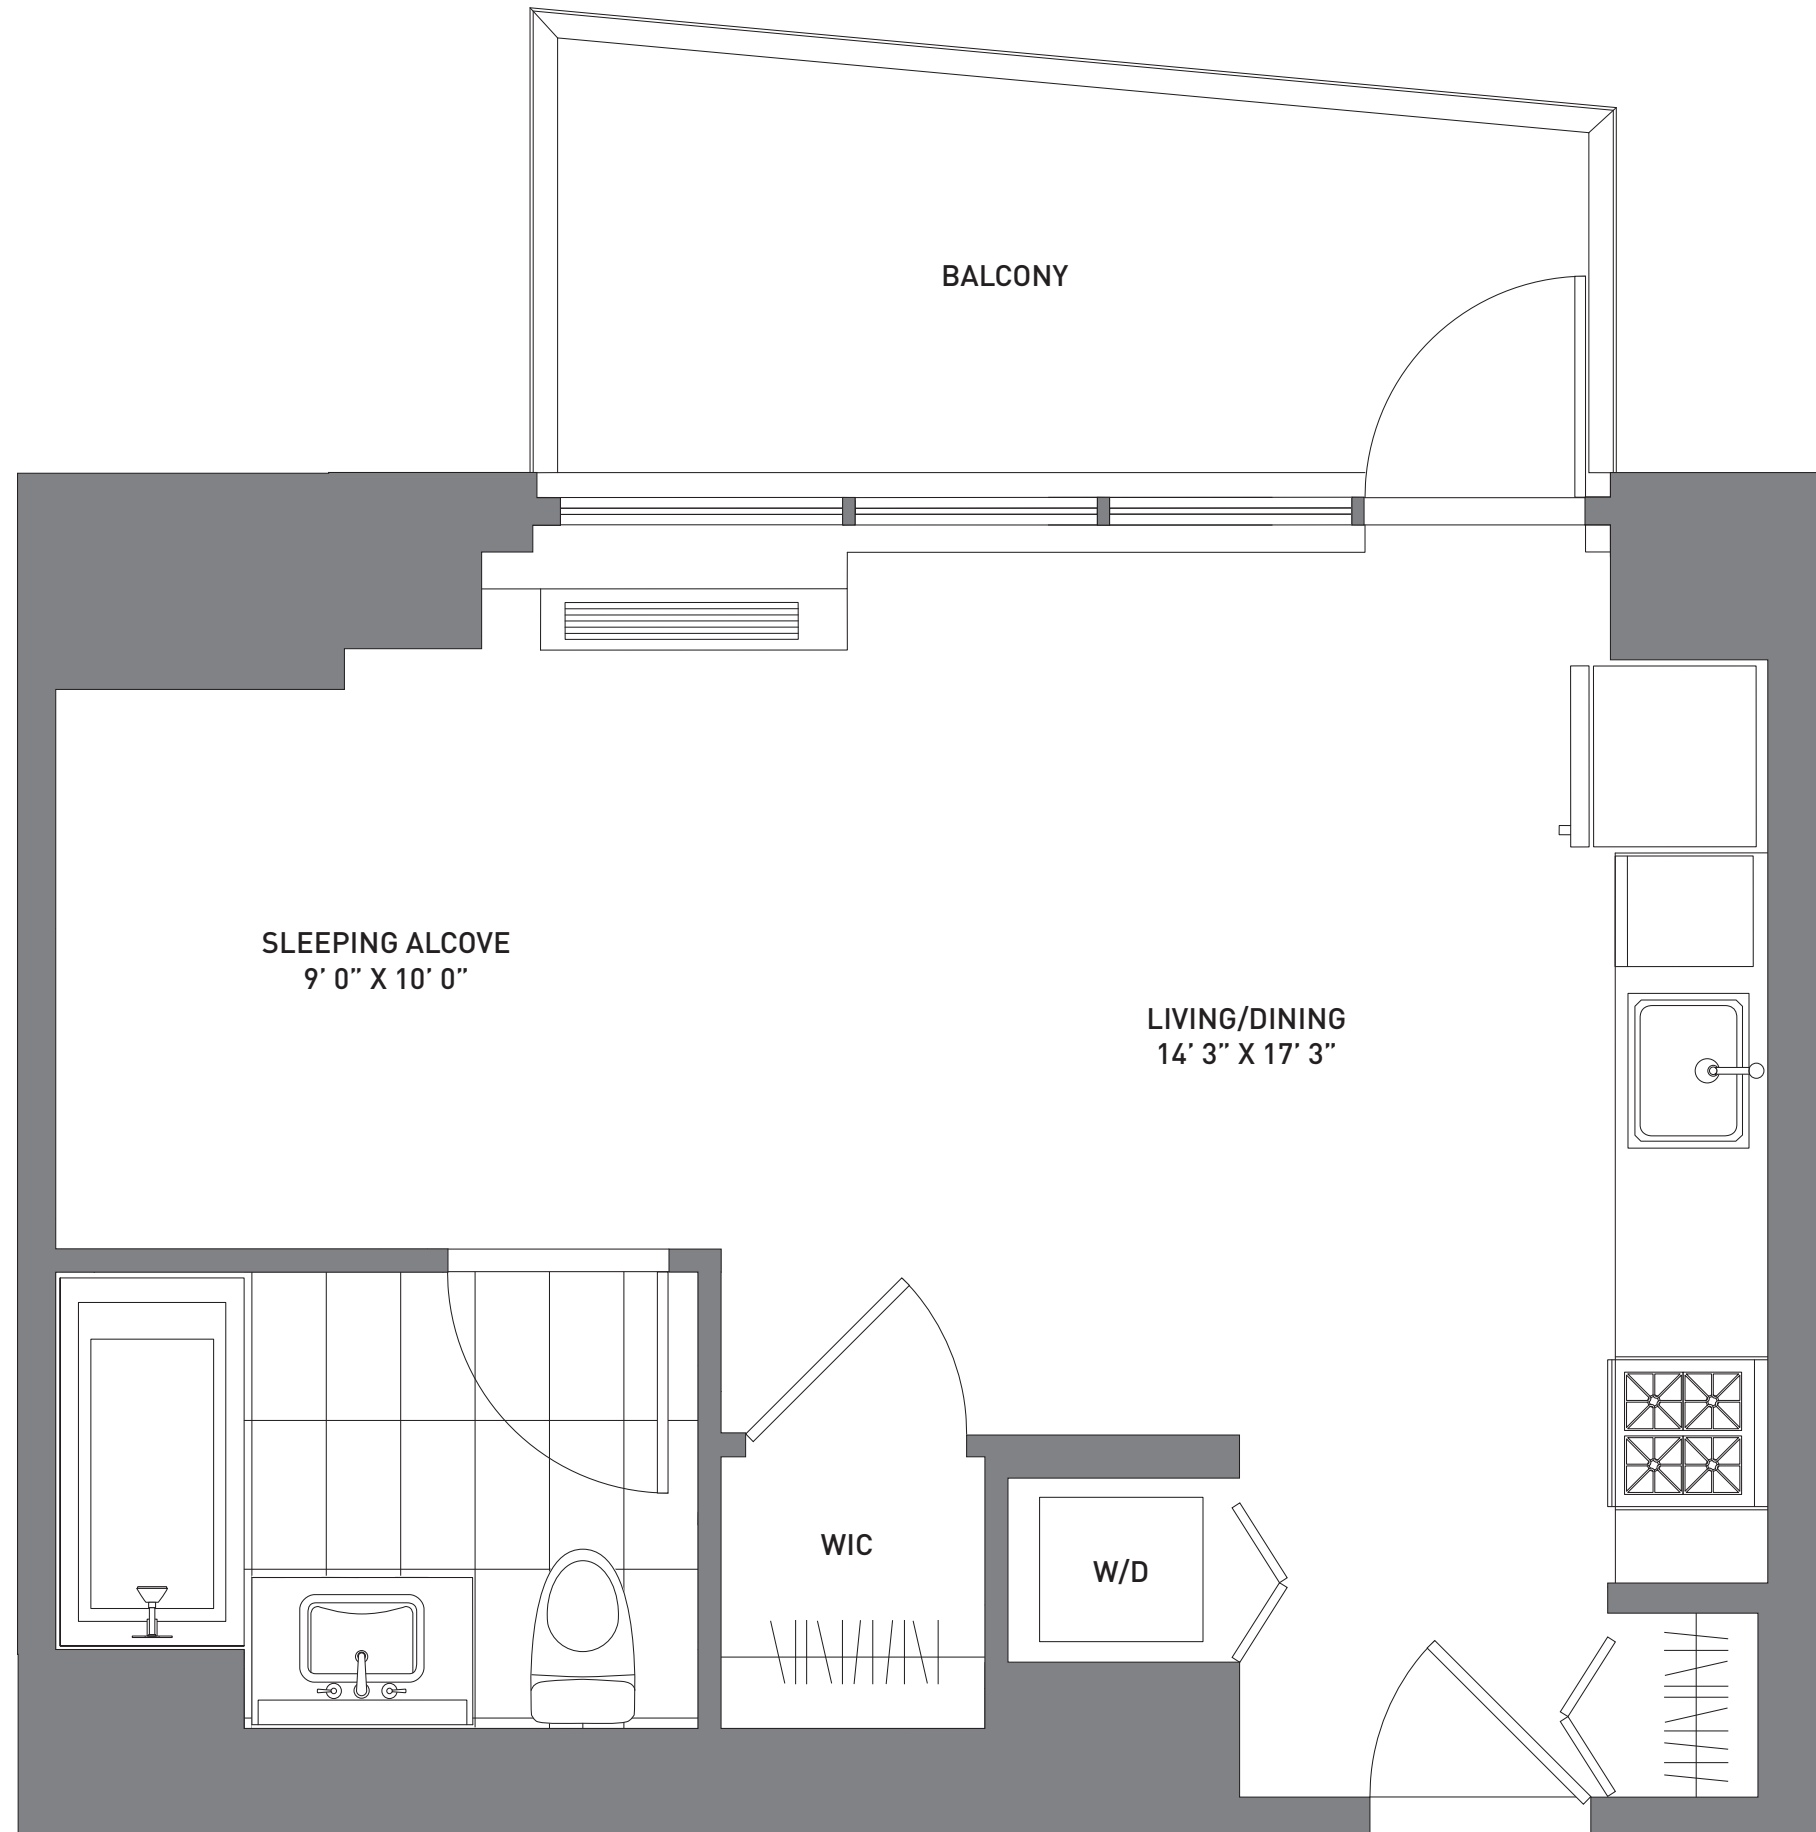 BALCONY
SLEEPING ALCOVE
9’ 0” X 10’ 0”
LIVING/DINING
14’ 3” X 17’ 3”
WIC
W/D